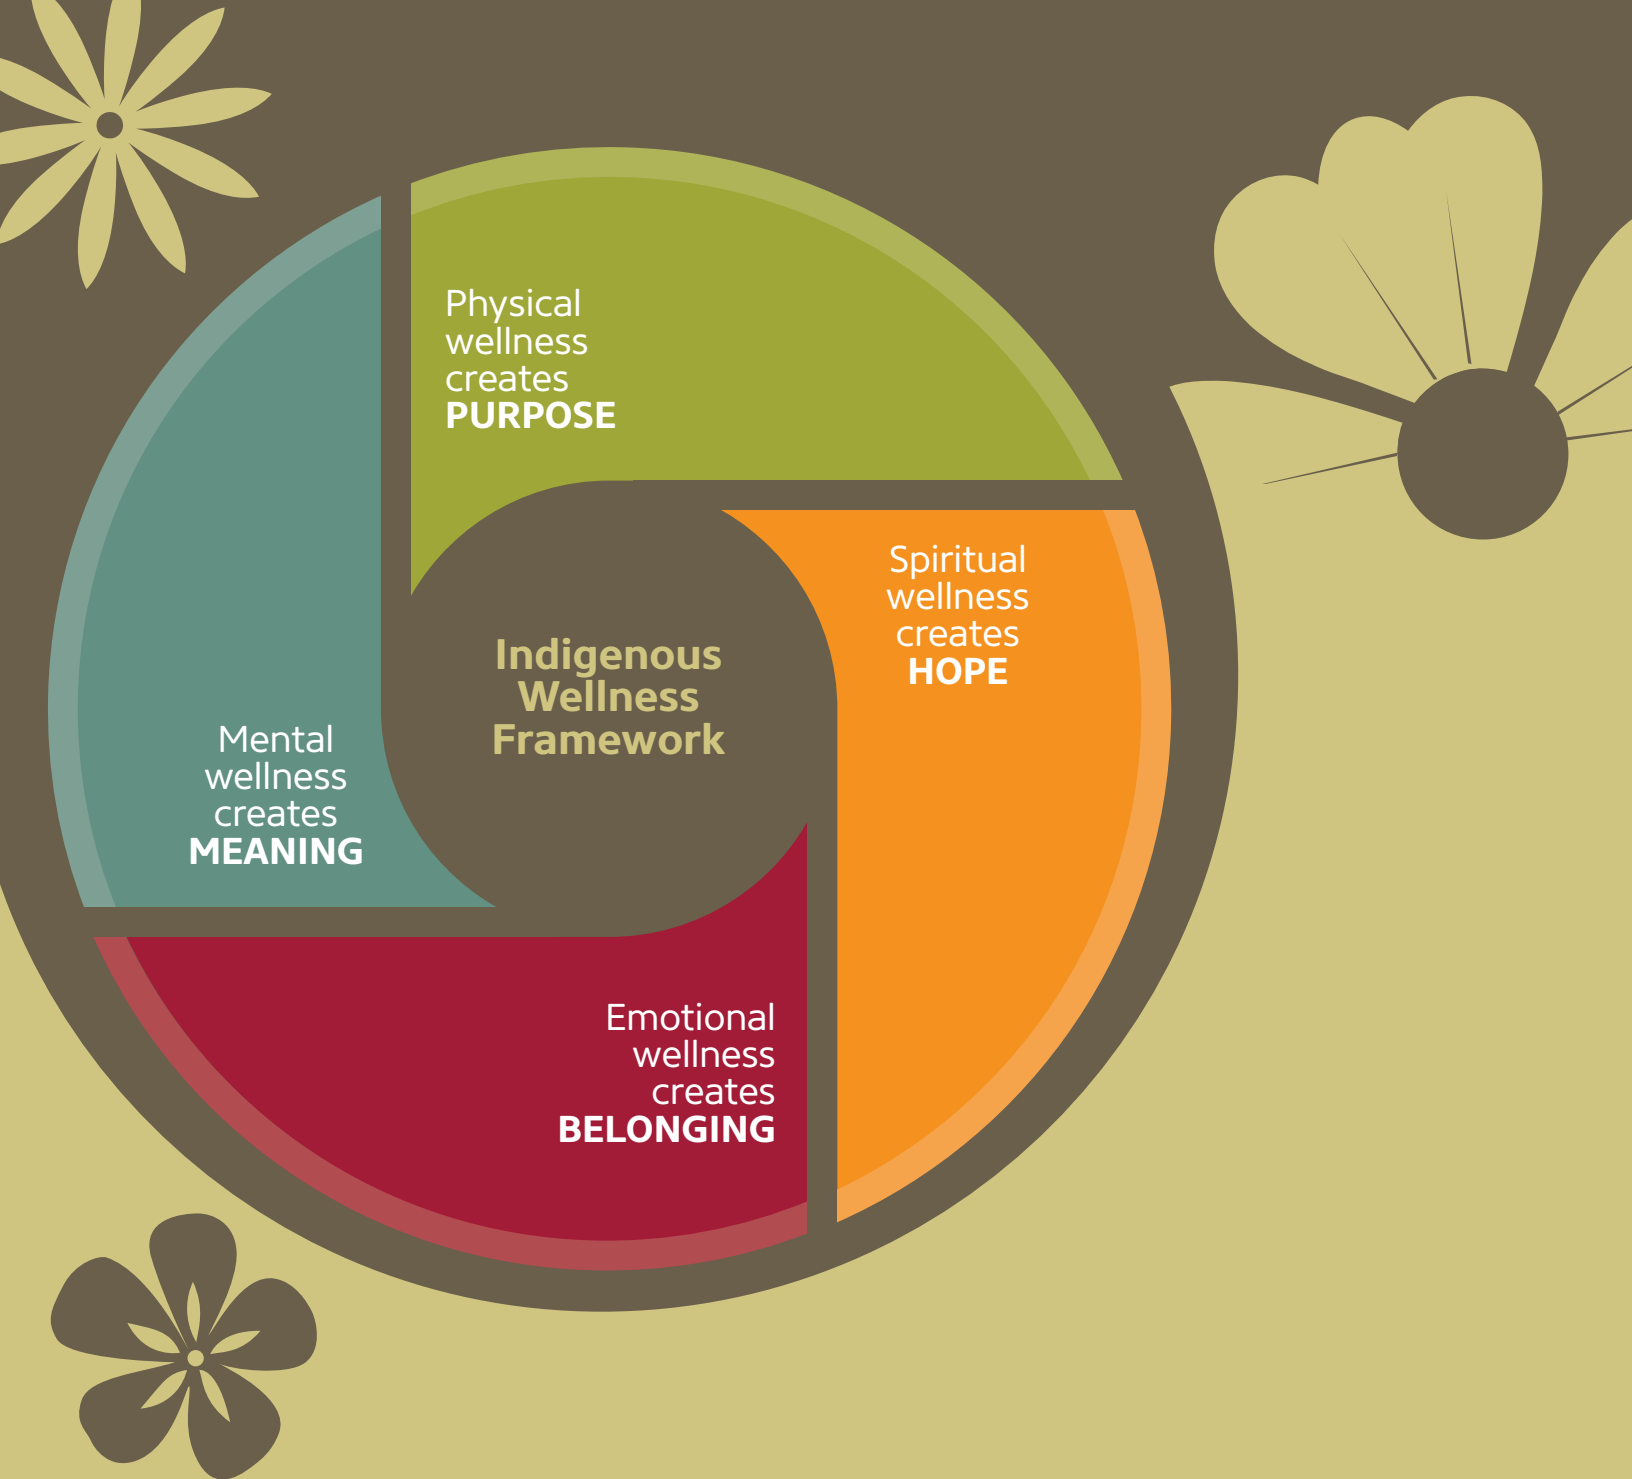 Physical
wellness
creates
PURPOSE
Spiritual
wellness
creates
HOPE
Indigenous
Wellness
Framework
Mental
wellness
creates
MEANING
Emotional
wellness
creates
BELONGING